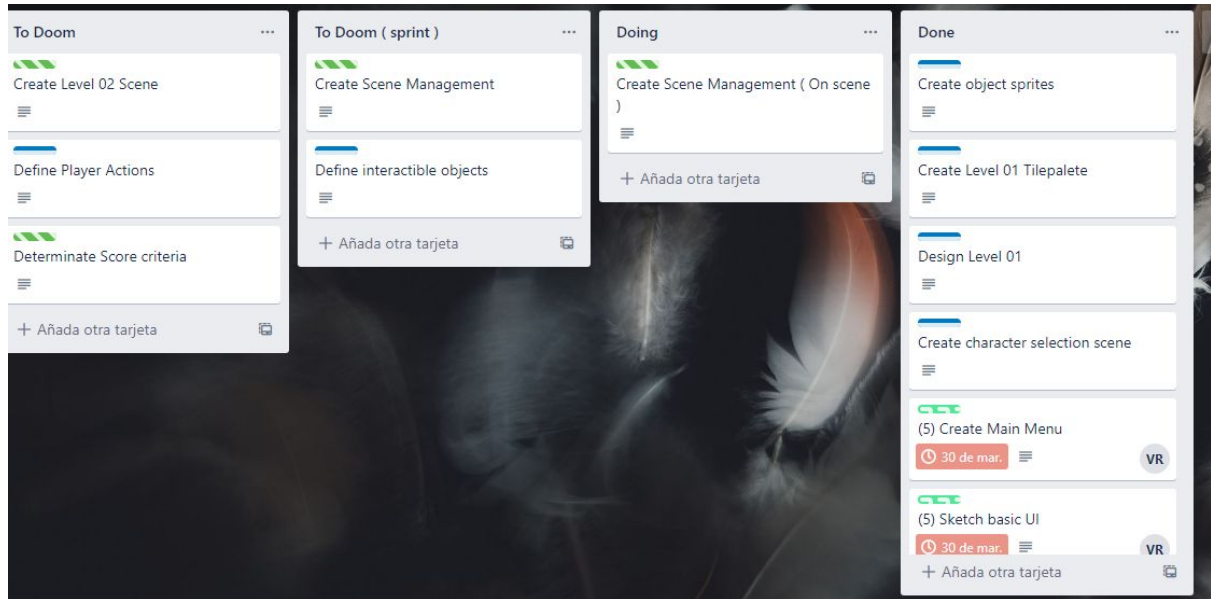 To Doom
Create Level 02 Scene
Define Player Actions
Determinate Score criteria
+ Añada otra tarjeta
To Doom ( sprint )
Create Scene Management
Define interactible objects
+ Añada otra tarjeta
Doing
Create Scene Management ( On scene
)
+ Añada otra tarjeta
Done
Create object sprites
Create Level 01 Tilepalete
Design Level 01
Create character selection scene
(5) Create Main Menu
30 de mar.
VR
(5) Sketch basic UI
30 de mar.
VR
+ Añada otra tarjeta